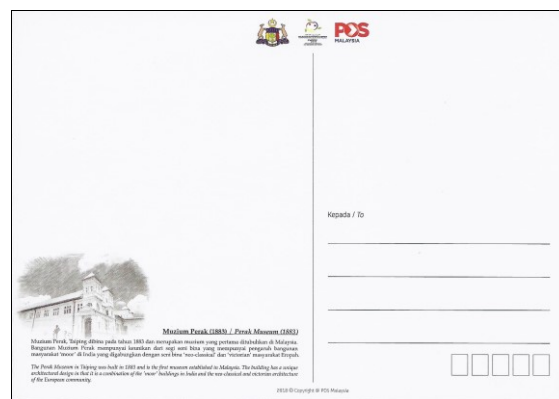 POS
MALAYSIA
Kepada / To
Muzium Perak (1883) / Perak Museum (1883)
Muzium Perak, Taiping dibina pada tahun 1883 dan merupakan muzium yang pertama ditubuhkan di Malaysia.
Bangunan Muzium Perak mempunyai keunikan dari segi seni bina yang mempunyai pengaruh bangunan
masyarakat "moor" di India yang digabungkan dengan seni bina "neo-classical" dan "victorian" masyarakat Eropah.
The Perak Museum in Taiping was built in 1883 and is the first museum established in Malaysia. The building has a unique
architectural design in that it is a combination of the "moor" buildings in India and the neo-classical and victorian architecture
of the European community.
2018 © Copyright @ POS Malaysia